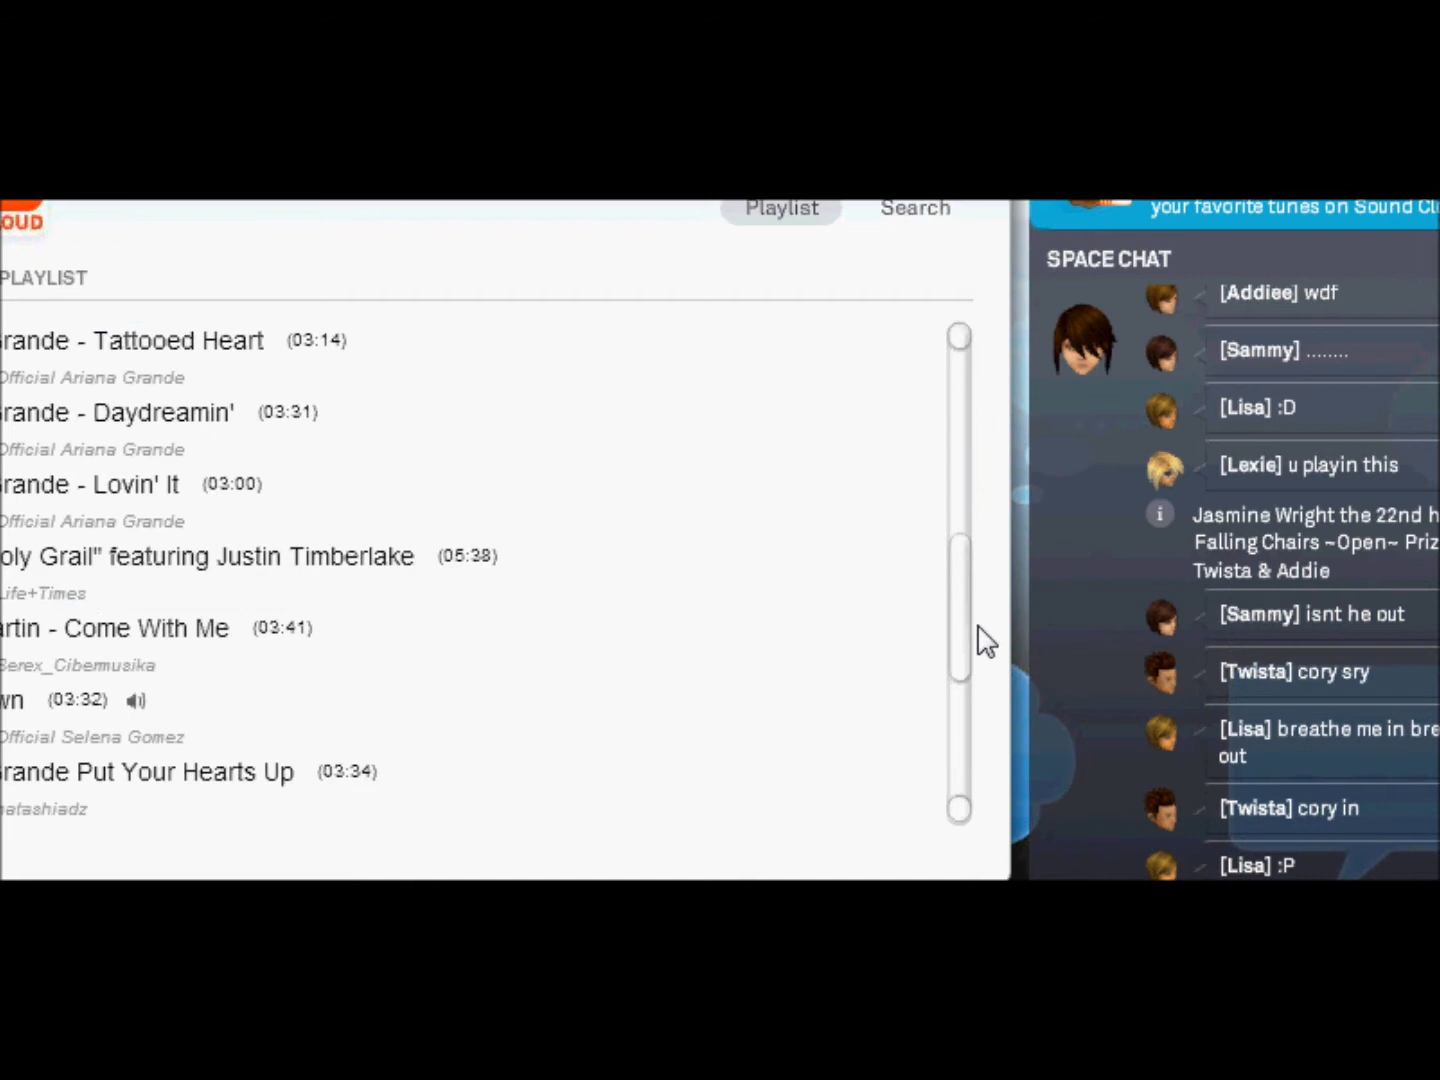 OUD
Playlist
Search
PLAYLIST
rande - Tattooed Heart (03:14)
Official Ariana Grande
rande - Daydreamin' (03:31)
Official Ariana Grande
rande - Lovin' It (03:00)
Official Ariana Grande
oly Grail" featuring Justin Timberlake (05:38)
Life+Times
artin - Come With Me (03:41)
Berex_Cibermusika
wn (03:32)
Official Selena Gomez
Grande Put Your Hearts Up (03:34)
natashiadz
your favorite tunes on Sound Cl
SPACE CHAT
[Addiee] wdf
[Sammy] ........
[Lisa] :D
[Lexie] u playin this
Jasmine Wright the 22nd h
Falling Chairs ~Open~ Priz
Twista & Addie
[Sammy] isnt he out
[Twista] cory sry
[Lisa] breathe me in bre
out
[Twista] cory in
[Lisa] :P